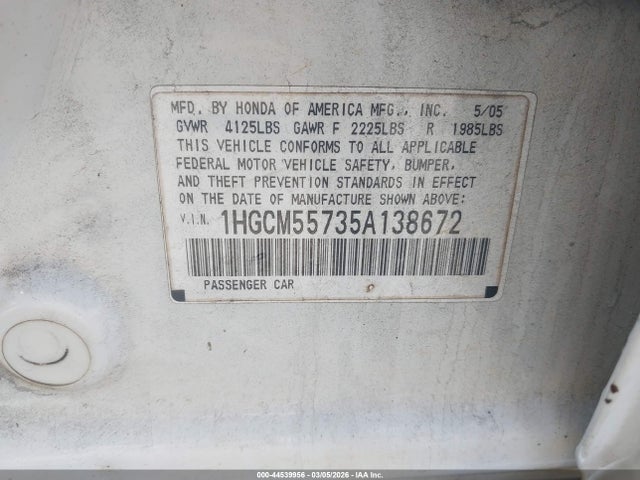 MFD. BY HONDA OF AMERICA MFG., INC. 5/05
GVWR 4125LBS GAWR F 2225LBS R 1985LBS
THIS VEHICLE CONFORMS TO ALL APPLICABLE
FEDERAL MOTOR VEHICLE SAFETY, BUMPER,
AND THEFT PREVENTION STANDARDS IN EFFECT
ON THE DATE OF MANUFACTURE SHOWN ABOVE:
V.I.N. 1HGCM55735A138672
PASSENGER CAR
000-44539956 | 03/05/2026 | IAAI.COM